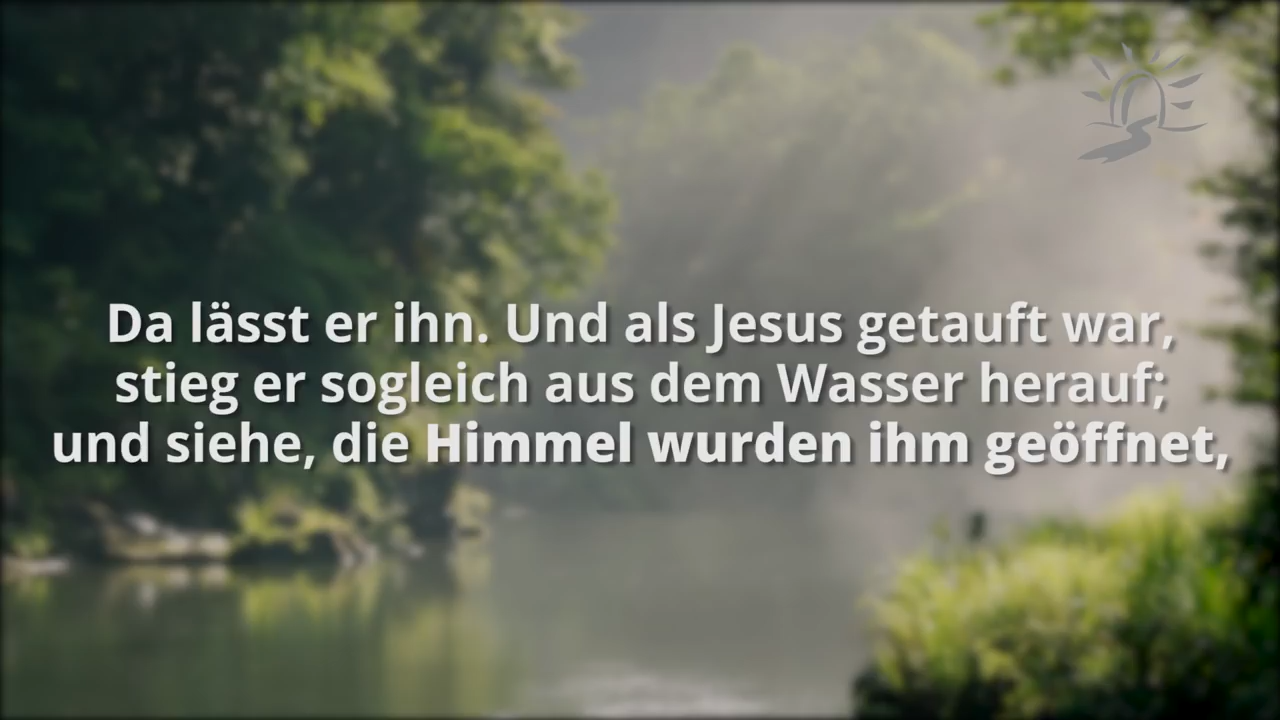 Da lässt er ihn. Und als Jesus getauft war,
stieg er sogleich aus dem Wasser herauf;
und siehe, die Himmel wurden ihm geöffnet,